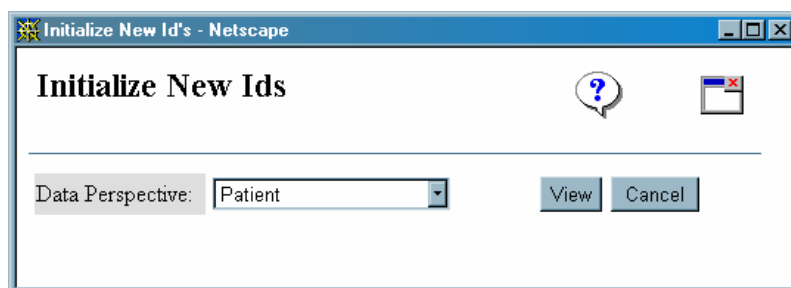 Initialize New Id's - Netscape
Initialize New Ids
?
Data Perspective: Patient View Cancel